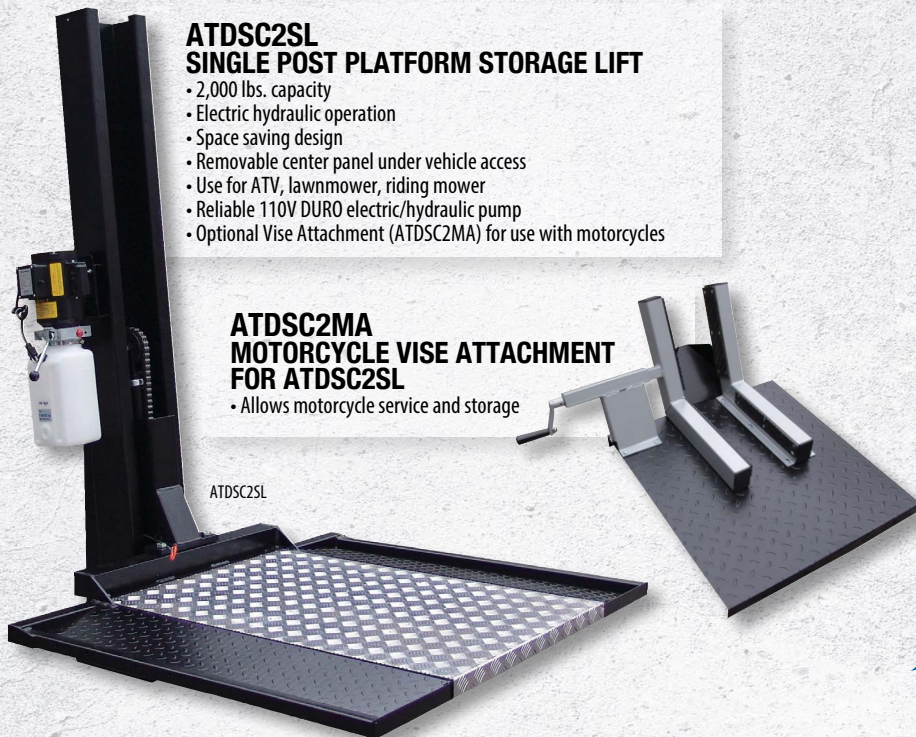 ATDSC2SL
SINGLE POST PLATFORM STORAGE LIFT
• 2,000 lbs. capacity
• Electric hydraulic operation
• Space saving design
• Removable center panel under vehicle access
• Use for ATV, lawnmower, riding mower
• Reliable 110V DURO electric/hydraulic pump
• Optional Vise Attachment (ATDSC2MA) for use with motorcycles
ATDSC2MA
MOTORCYCLE VISE ATTACHMENT
FOR ATDSC2SL
• Allows motorcycle service and storage
ATDSC2SL